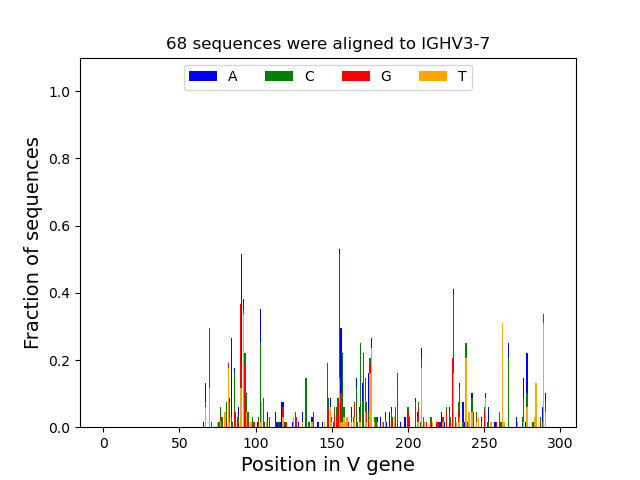 68 sequences were aligned to IGHV3-7
A C G T
1.0
0.8
0.6
0.4
0.2
0.0
Fraction of sequences
0 50 100 150 200 250 300
Position in V gene